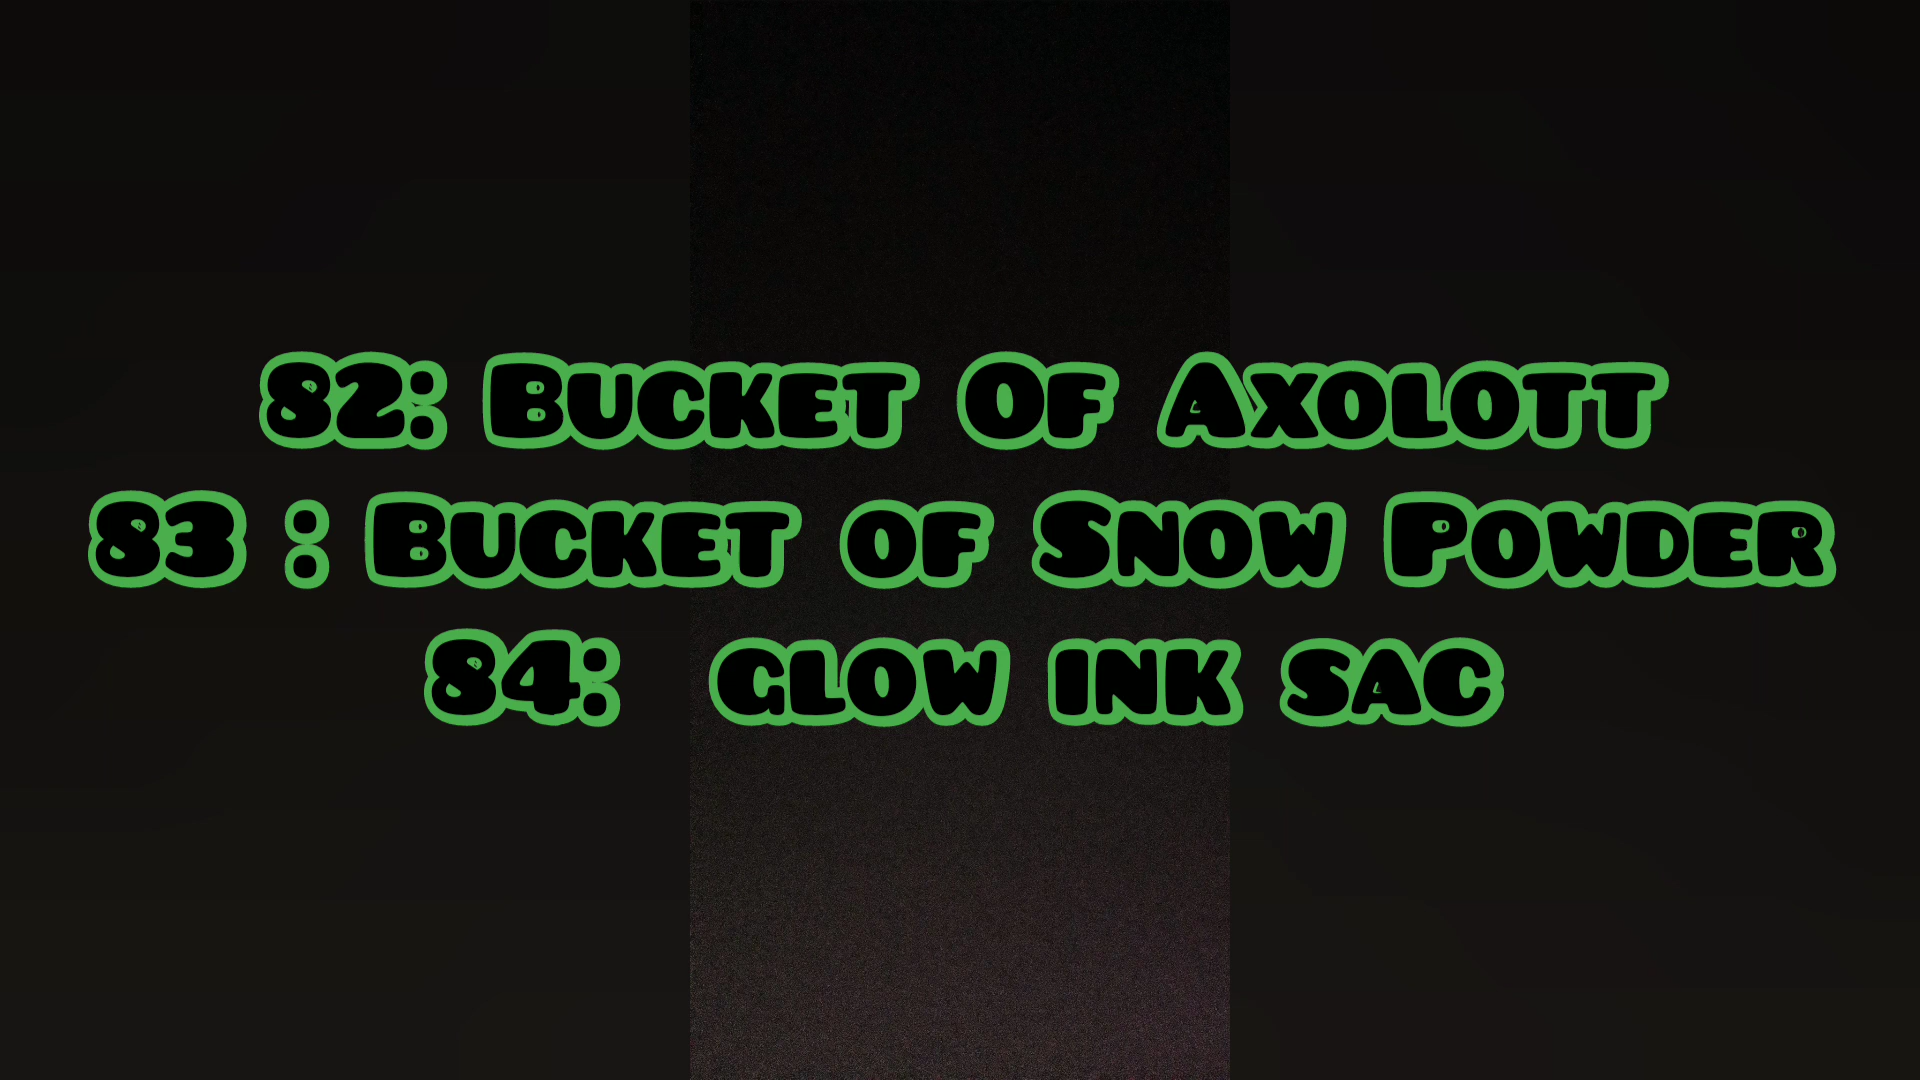 82: Bucket Of Axolott
83 : Bucket of Snow Powder
84:  glow ink sac